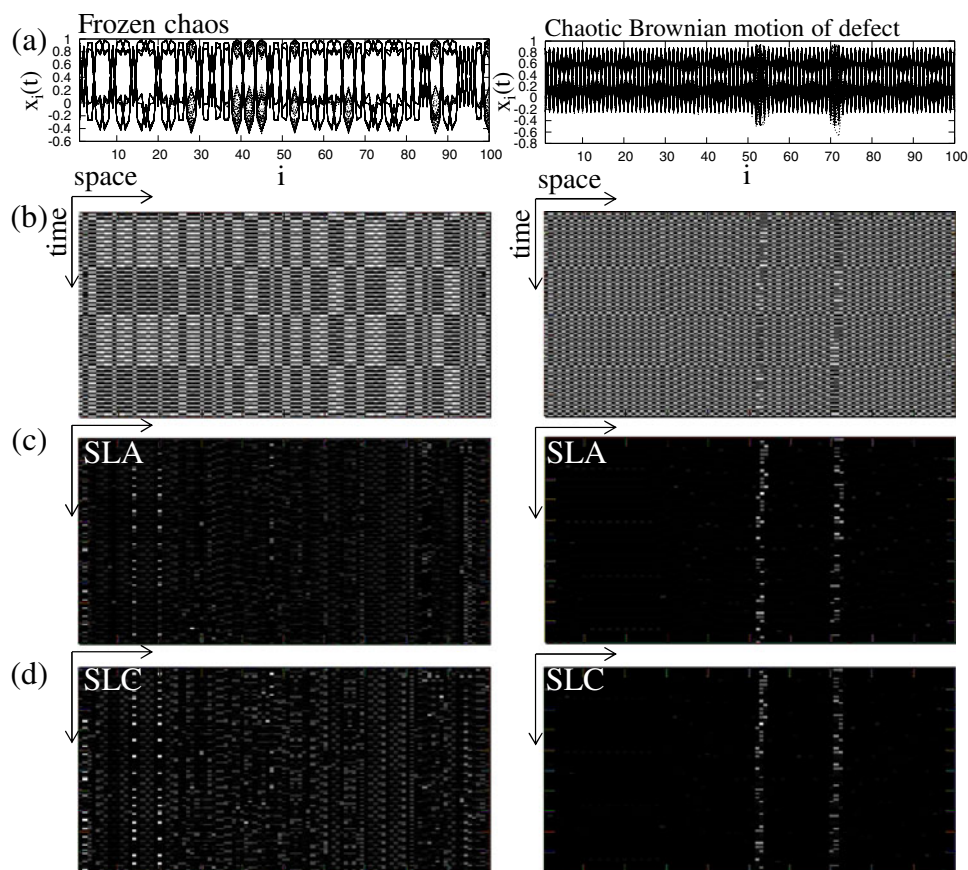 Frozen chaos
Chaotic Brownian motion of defect
(a)
x_i(t)
1
0.8
0.6
0.4
0.2
0
-0.2
-0.4
-0.6
10 20 30 40 50 60 70 80 90 100
i
x_i(t)
1
0.8
0.6
0.4
0.2
0
-0.2
-0.4
-0.6
-0.8
10 20 30 40 50 60 70 80 90 100
i
space
space
(b)
time
time
(c)
SLA
SLA
(d)
SLC
SLC